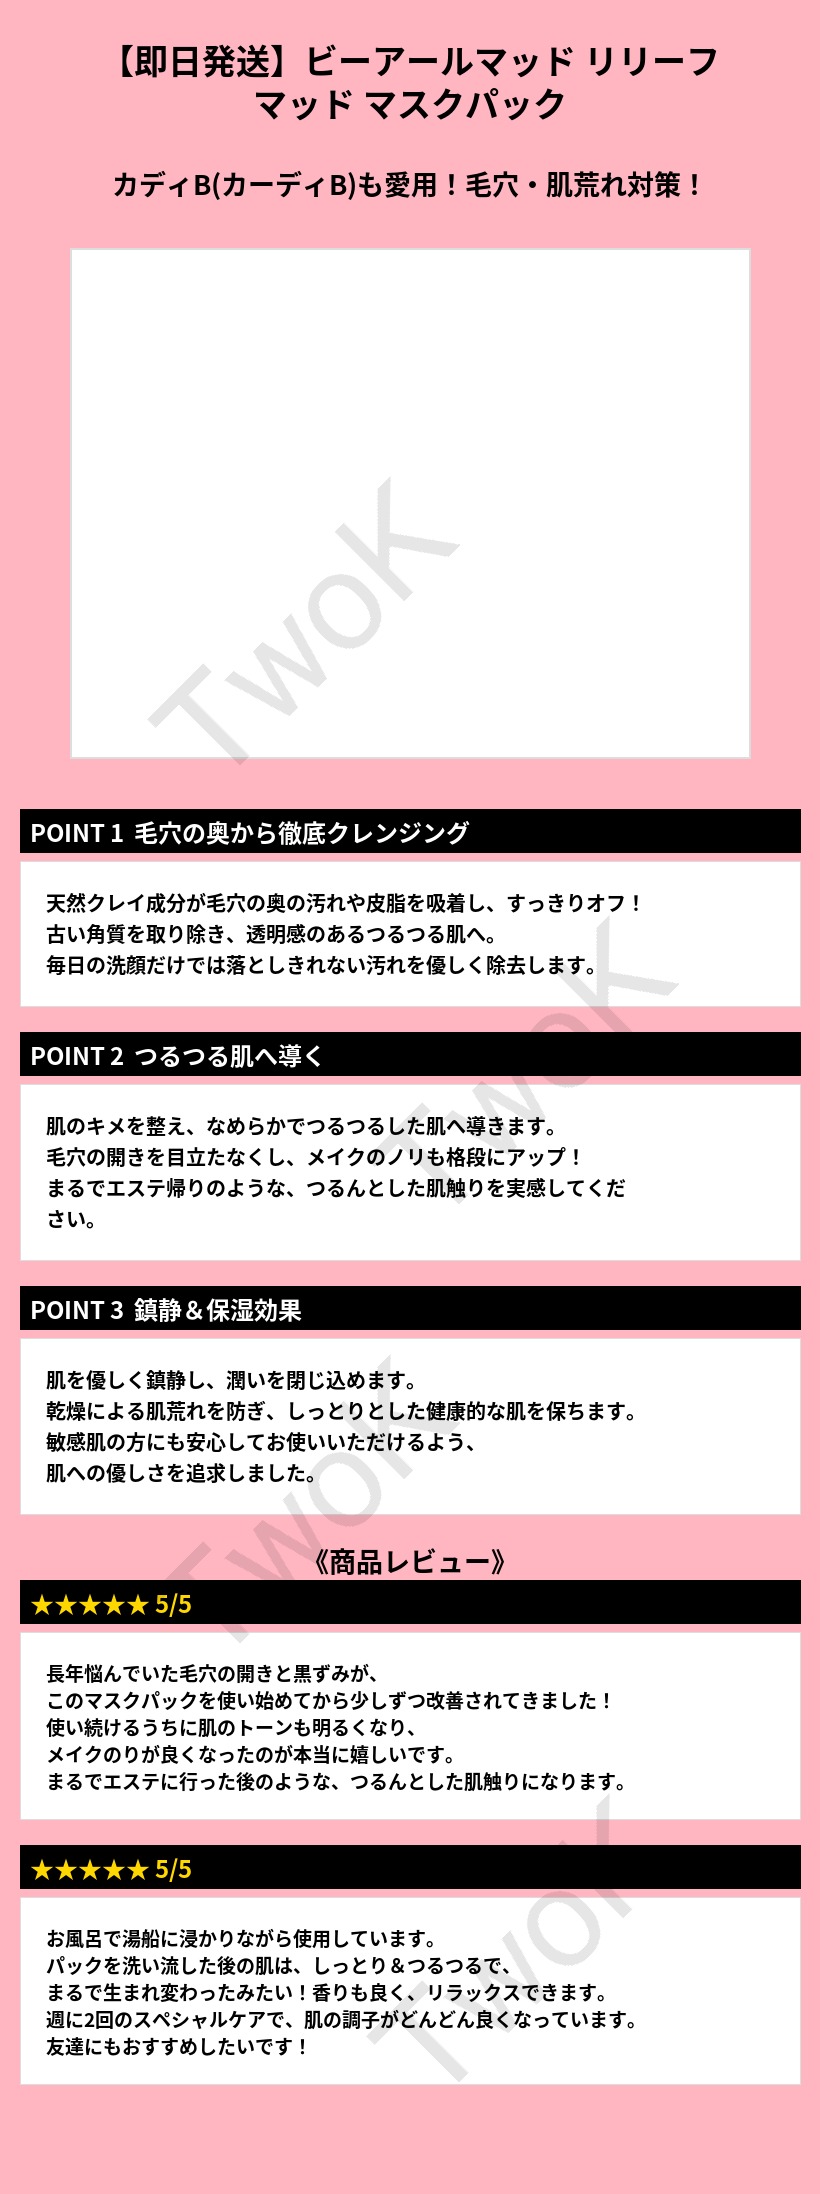 【即日発送】ビーアールマッド リリーフ
マッド マスクパック
カディB(カーディB)も愛用！毛穴・肌荒れ対策！
TwoK
POINT 1 毛穴の奥から徹底クレンジング
天然クレイ成分が毛穴の奥の汚れや皮脂を吸着し、すっきりオフ！
古い角質を取り除き、透明感のあるつるつる肌へ。
毎日の洗顔だけでは落としきれない汚れを優しく除去します。
TwoK
POINT 2 つるつる肌へ導く
肌のキメを整え、なめらかでつるつるした肌へ導きます。
毛穴の開きを目立たなくし、メイクのノリも格段にアップ！
まるでエステ帰りのような、つるんとした肌触りを実感してくだ
さい。
POINT 3 鎮静＆保湿効果
肌を優しく鎮静し、潤いを閉じ込めます。
乾燥による肌荒れを防ぎ、しっとりとした健康的な肌を保ちます。
敏感肌の方にも安心してお使いいただけるよう、
肌への優しさを追求しました。
TwoK
《商品レビュー》
★★★★★ 5/5
長年悩んでいた毛穴の開きと黒ずみが、
このマスクパックを使い始めてから少しずつ改善されてきました！
使い続けるうちに肌のトーンも明るくなり、
メイクのりが良くなったのが本当に嬉しいです。
まるでエステに行った後のような、つるんとした肌触りになります。
★★★★★ 5/5
お風呂で湯船に浸かりながら使用しています。
パックを洗い流した後の肌は、しっとり＆つるつるで、
まるで生まれ変わったみたい！香りも良く、リラックスできます。
週に2回のスペシャルケアで、肌の調子がどんどん良くなっています。
友達にもおすすめしたいです！
TwoK